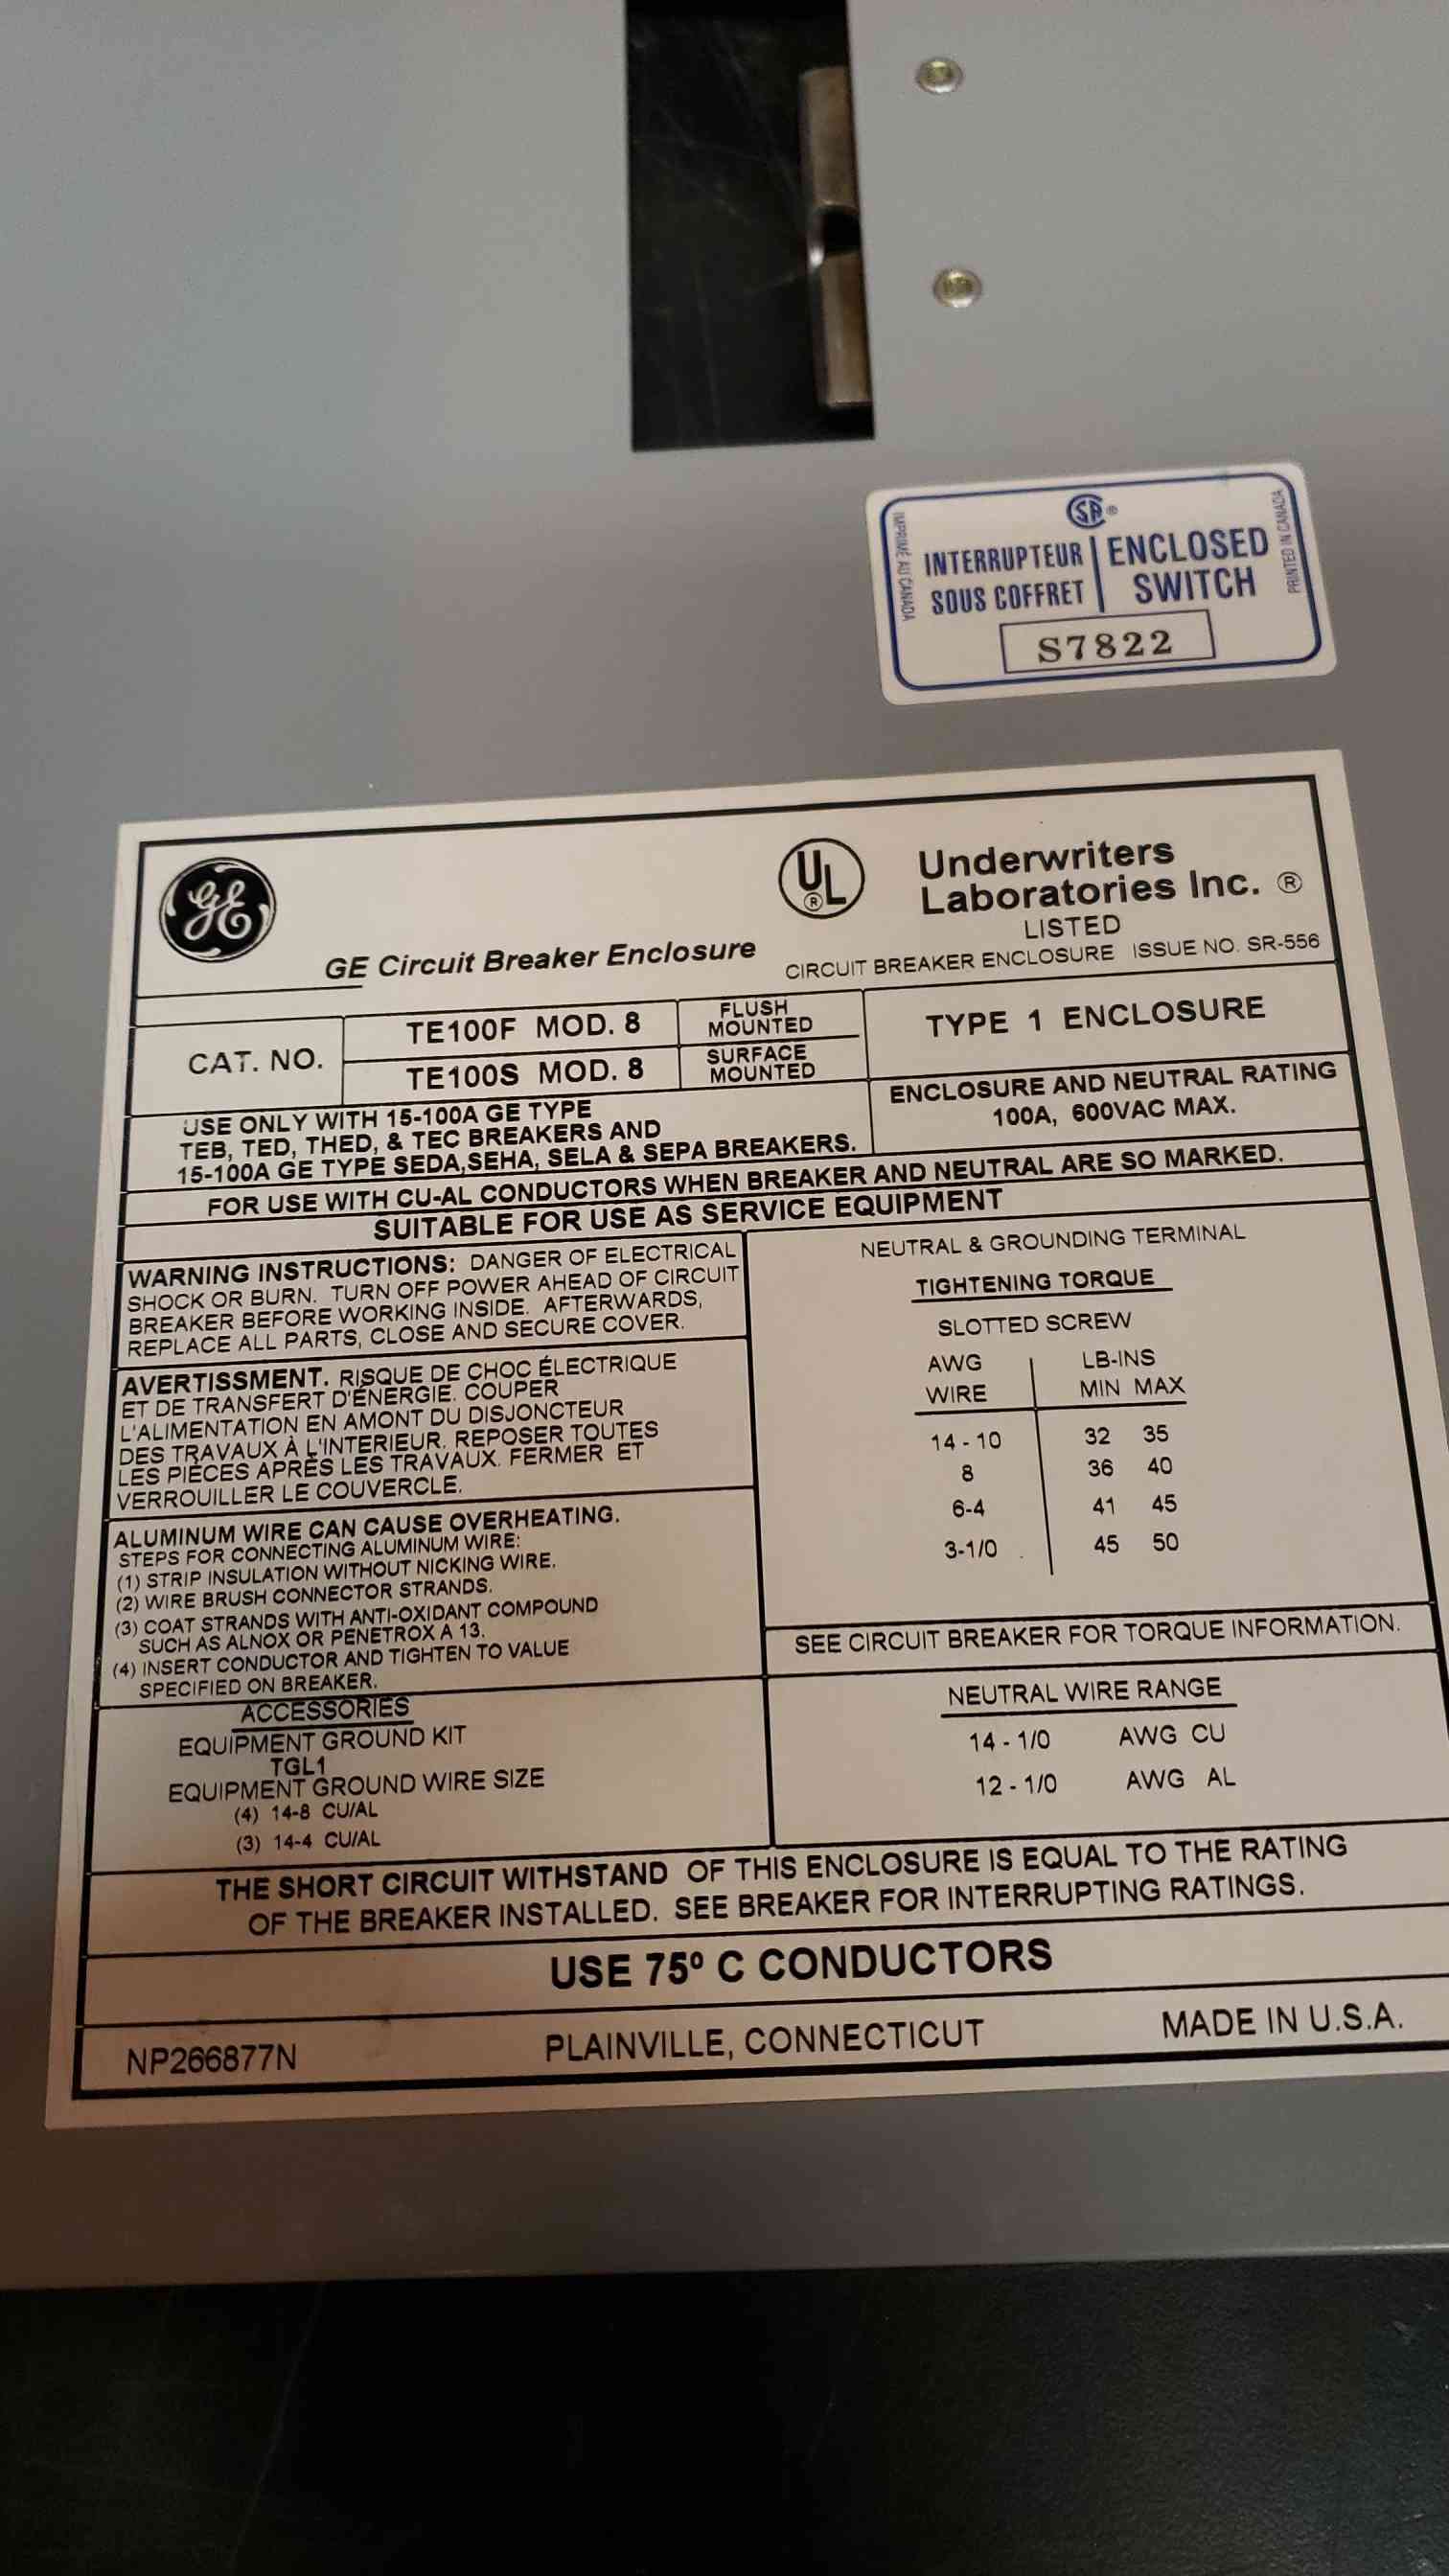 SA ®
IMPRIMÉ AU CANADA
INTERRUPTEUR
SOUS COFFRET
ENCLOSED
SWITCH
PRINTED IN CANADA
S7822
GE
GE Circuit Breaker Enclosure
UL ®
Underwriters
Laboratories Inc. ®
LISTED
CIRCUIT BREAKER ENCLOSURE ISSUE NO. SR-556
CAT. NO.
TE100F MOD. 8
FLUSH
MOUNTED
TE100S MOD. 8
SURFACE
MOUNTED
TYPE 1 ENCLOSURE
USE ONLY WITH 15-100A GE TYPE
TEB, TED, THED, & TEC BREAKERS AND
15-100A GE TYPE SEDA,SEHA, SELA & SEPA BREAKERS.
ENCLOSURE AND NEUTRAL RATING
100A, 600VAC MAX.
FOR USE WITH CU-AL CONDUCTORS WHEN BREAKER AND NEUTRAL ARE SO MARKED.
SUITABLE FOR USE AS SERVICE EQUIPMENT
WARNING INSTRUCTIONS: DANGER OF ELECTRICAL
SHOCK OR BURN. TURN OFF POWER AHEAD OF CIRCUIT
BREAKER BEFORE WORKING INSIDE. AFTERWARDS,
REPLACE ALL PARTS, CLOSE AND SECURE COVER.
AVERTISSMENT. RISQUE DE CHOC ÉLECTRIQUE
ET DE TRANSFERT D'ÉNERGIE. COUPER
L'ALIMENTATION EN AMONT DU DISJONCTEUR
DES TRAVAUX À L'INTERIEUR. REPOSER TOUTES
LES PIÈCES APRÈS LES TRAVAUX. FERMER ET
VERROUILLER LE COUVERCLE.
ALUMINUM WIRE CAN CAUSE OVERHEATING.
STEPS FOR CONNECTING ALUMINUM WIRE:
(1) STRIP INSULATION WITHOUT NICKING WIRE.
(2) WIRE BRUSH CONNECTOR STRANDS.
(3) COAT STRANDS WITH ANTI-OXIDANT COMPOUND
SUCH AS ALNOX OR PENETROX A 13.
(4) INSERT CONDUCTOR AND TIGHTEN TO VALUE
SPECIFIED ON BREAKER.
ACCESSORIES
EQUIPMENT GROUND KIT
TGL1
EQUIPMENT GROUND WIRE SIZE
(4) 14-8 CU/AL
(3) 14-4 CU/AL
NEUTRAL & GROUNDING TERMINAL
TIGHTENING TORQUE
SLOTTED SCREW
AWG LB-INS
WIRE MIN MAX
14 - 10 32 35
8 36 40
6-4 41 45
3-1/0 45 50
SEE CIRCUIT BREAKER FOR TORQUE INFORMATION.
NEUTRAL WIRE RANGE
14 - 1/0 AWG CU
12 - 1/0 AWG AL
THE SHORT CIRCUIT WITHSTAND OF THIS ENCLOSURE IS EQUAL TO THE RATING
OF THE BREAKER INSTALLED. SEE BREAKER FOR INTERRUPTING RATINGS.
USE 75º C CONDUCTORS
NP266877N
PLAINVILLE, CONNECTICUT
MADE IN U.S.A.